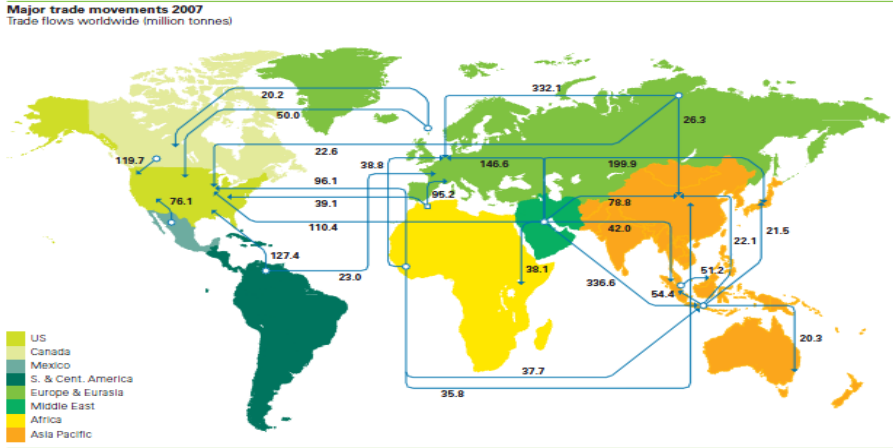 Major trade movements 2007
Trade flows worldwide (million tonnes)
20.2
332.1
50.0
26.3
22.6
119.7
38.8
146.6
199.9
96.1
95.2
76.1
39.1
78.8
110.4
42.0
21.5
22.1
127.4
38.1
51.2
23.0
336.6
54.4
20.3
37.7
35.8
US
Canada
Mexico
S. & Cent. America
Europe & Eurasia
Middle East
Africa
Asia Pacific